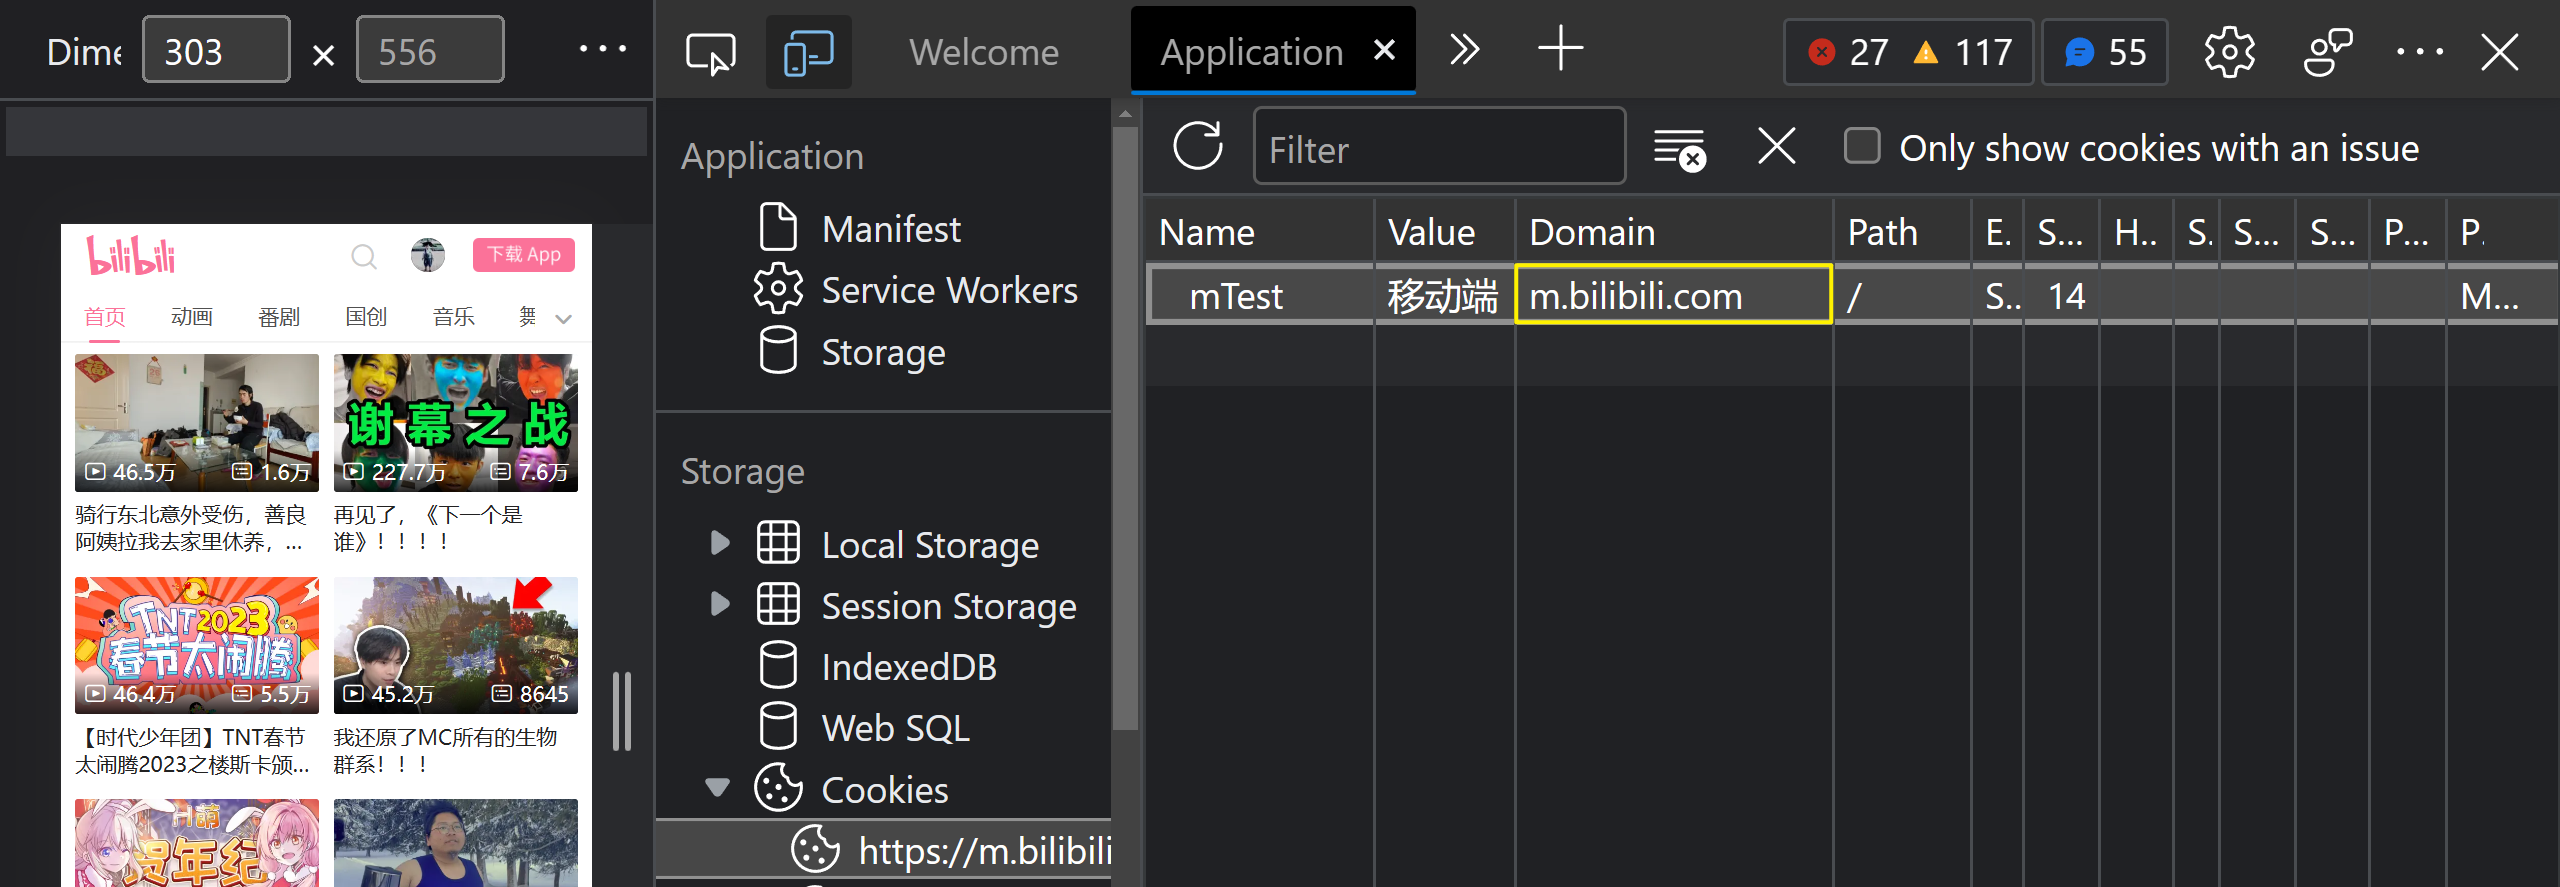 Dime
303
×
556
Welcome
Application
27
117
55
bilibili
下载 App
首页
动画
番剧
国创
音乐
舞
46.5万
1.6万
谢幕之战
227.7万
7.6万
骑行东北意外受伤，善良
阿姨拉我去家里休养，...
再见了，《下一个是
谁》！！！！
TNT2023
春节太闹腾
46.4万
5.5万
45.2万
8645
【时代少年团】TNT春节
太闹腾2023之楼斯卡颁...
我还原了MC所有的生物
群系！！！
贺年纪
Application
Manifest
Service Workers
Storage
Storage
Local Storage
Session Storage
IndexedDB
Web SQL
Cookies
https://m.bilibili
Filter
Only show cookies with an issue
Name
Value
Domain
Path
E.
S...
H..
S.
S...
S...
P...
P.
mTest
移动端
m.bilibili.com
/
S..
14
M...